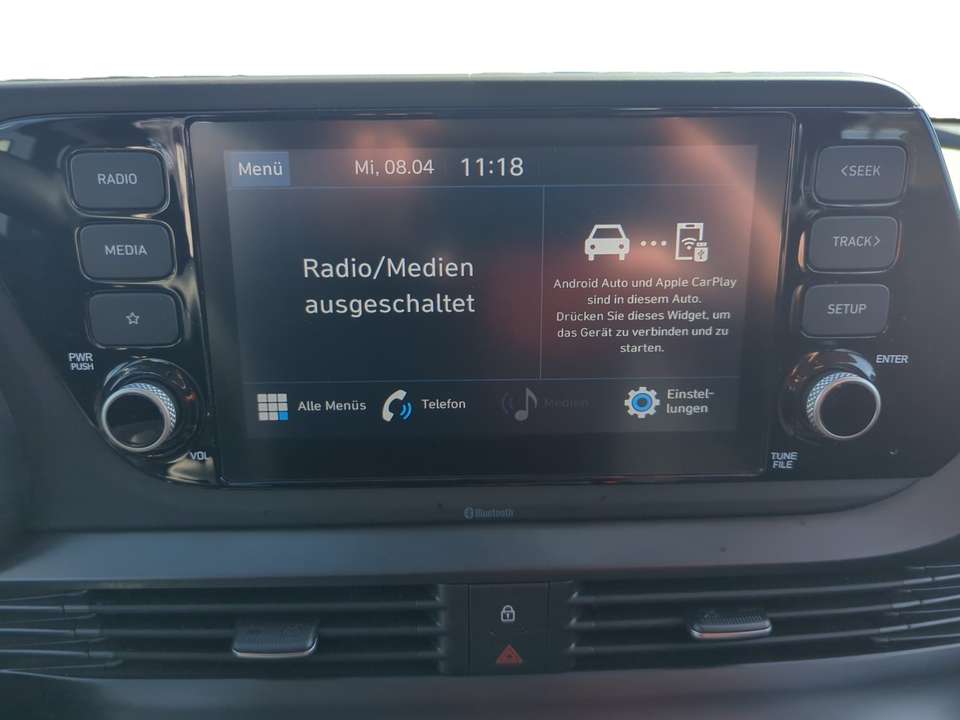 Menü
Mi, 08.04
11:18
RADIO
MEDIA
PWR
PUSH
VOL
Radio/Medien
ausgeschaltet
Android Auto und Apple CarPlay
sind in diesem Auto.
Drücken Sie dieses Widget, um
das Gerät zu verbinden und zu
starten.
Alle Menüs
Telefon
Medien
Einstel-
lungen
<SEEK
TRACK>
SETUP
ENTER
TUNE
FILE
Bluetooth